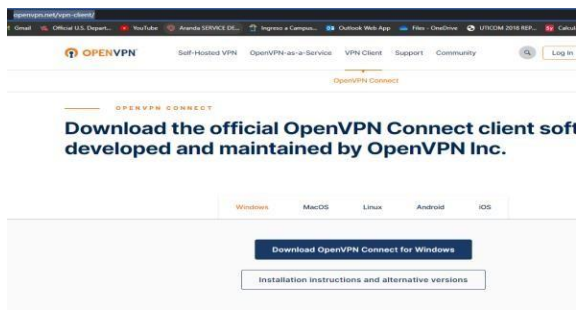 openvpn.net/vpn-client/
Gmail Official U.S. Depart... YouTube Ananda SERVICE DE... Ingreso a Campus... Outlook Web App Files - OneDrive UTICOM 2018 REP... Calcul
OPENVPN Self-Hosted VPN OpenVPN-as-a-Service VPN Client Support Community Log In
OpenVPN Connect
OPENVPN CONNECT
Download the official OpenVPN Connect client soft
developed and maintained by OpenVPN Inc.
Windows MacOS Linux Android iOS
Download OpenVPN Connect for Windows
Installation instructions and alternative versions